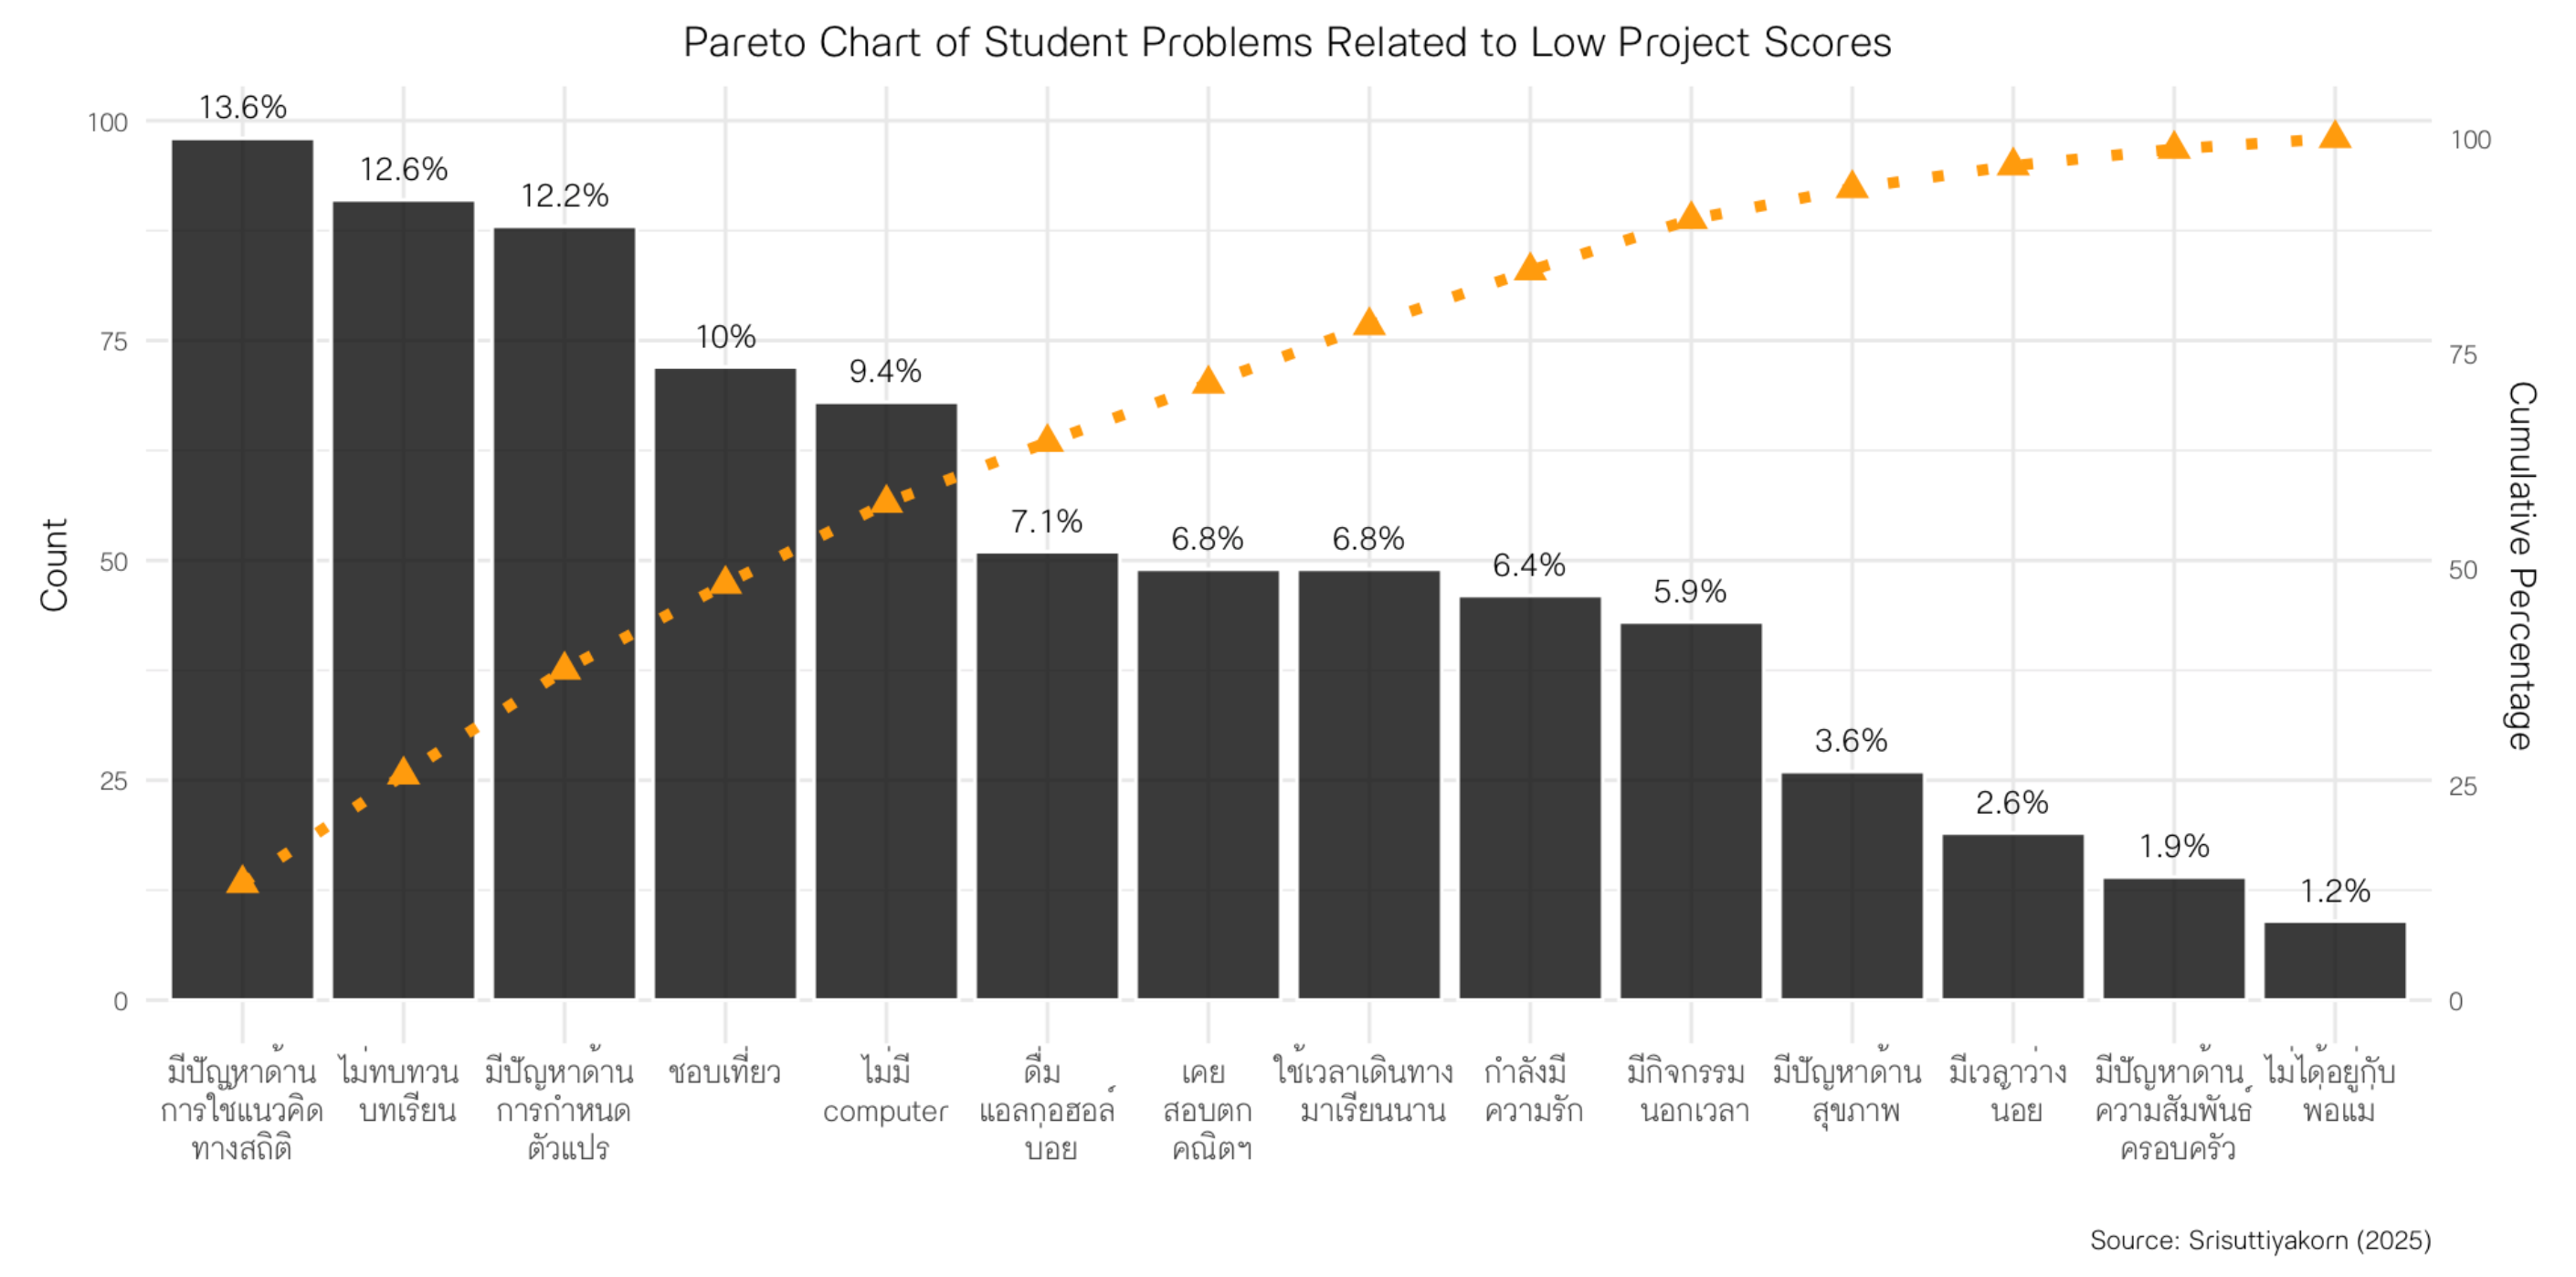 Pareto Chart of Student Problems Related to Low Project Scores
13.6%
12.6%
12.2%
10%
9.4%
7.1%
6.8%
6.8%
6.4%
5.9%
3.6%
2.6%
1.9%
1.2%
Count
100
75
50
25
0
Cumulative Percentage
100
75
50
25
0
มีปัญหาด้าน
การใช้แนวคิด
ทางสถิติ
ไม่ทบทวน
บทเรียน
มีปัญหาด้าน
การกำหนด
ตัวแปร
ชอบเที่ยว
ไม่มี
computer
ดื่ม
แอลกอฮอล์
บ่อย
เคย
สอบตก
คณิตฯ
ใช้เวลาเดินทาง
มาเรียนนาน
กำลังมี
ความรัก
มีกิจกรรม
นอกเวลา
มีปัญหาด้าน
สุขภาพ
มีเวลาว่าง
น้อย
มีปัญหาด้าน
ความสัมพันธ์
ครอบครัว
ไม่ได้อยู่กับ
พ่อแม่
Source: Srisuttiyakorn (2025)